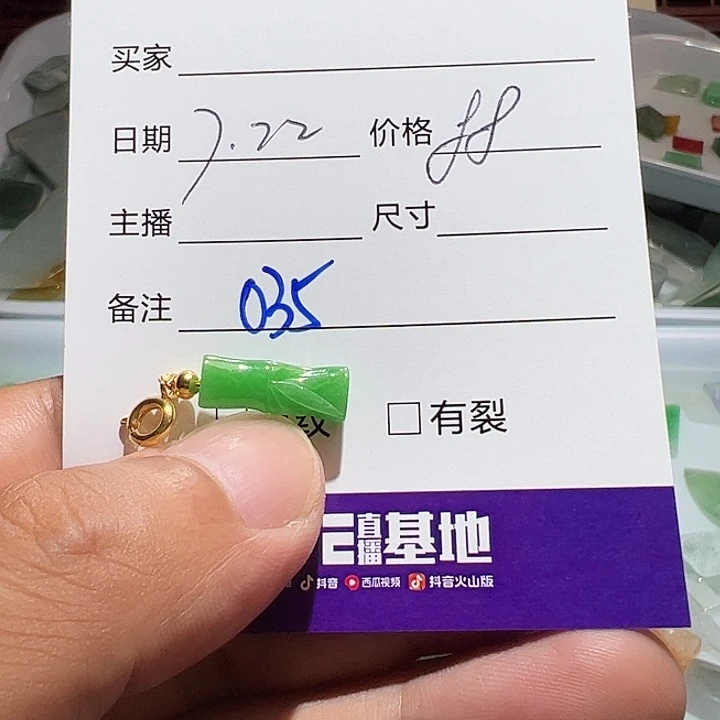 买家
日期 7.22 价格
主播 尺寸
备注 035
纹 有裂
直播基地
抖音 西瓜视频 抖音火山版